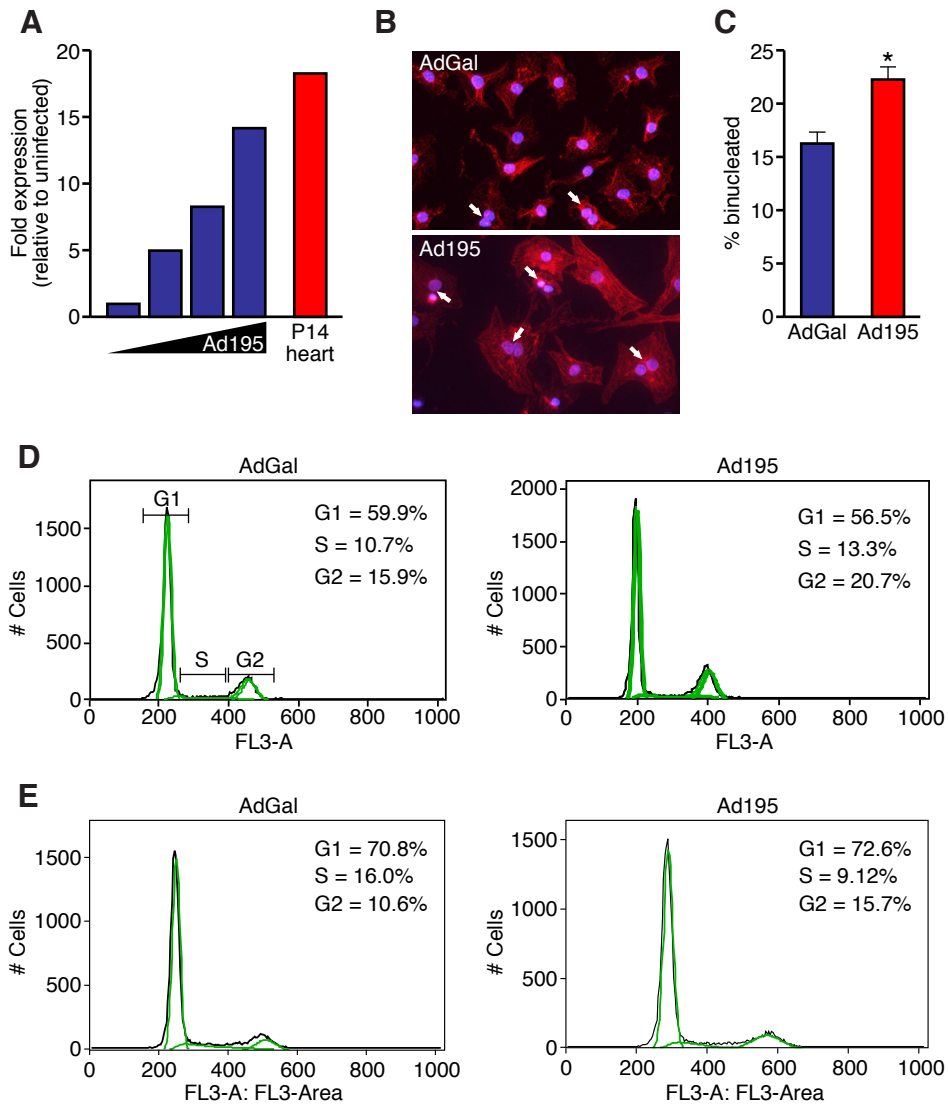 A
20
15
10
5
0
Fold expression
(relative to uninfected)
Ad195
P14
heart
B
AdGal
Ad195
C
25
20
15
10
5
0
% binucleated
*
AdGal Ad195
D
AdGal
1500
1000
500
0
# Cells
G1
S
G2
G1 = 59.9%
S = 10.7%
G2 = 15.9%
0 200 400 600 800 1000
FL3-A
Ad195
2000
1500
1000
500
0
# Cells
G1 = 56.5%
S = 13.3%
G2 = 20.7%
0 200 400 600 800 1000
FL3-A
E
AdGal
1500
1000
500
0
# Cells
G1 = 70.8%
S = 16.0%
G2 = 10.6%
0 200 400 600 800 1000
FL3-A: FL3-Area
Ad195
1500
1000
500
0
# Cells
G1 = 72.6%
S = 9.12%
G2 = 15.7%
0 200 400 600 800 1000
FL3-A: FL3-Area